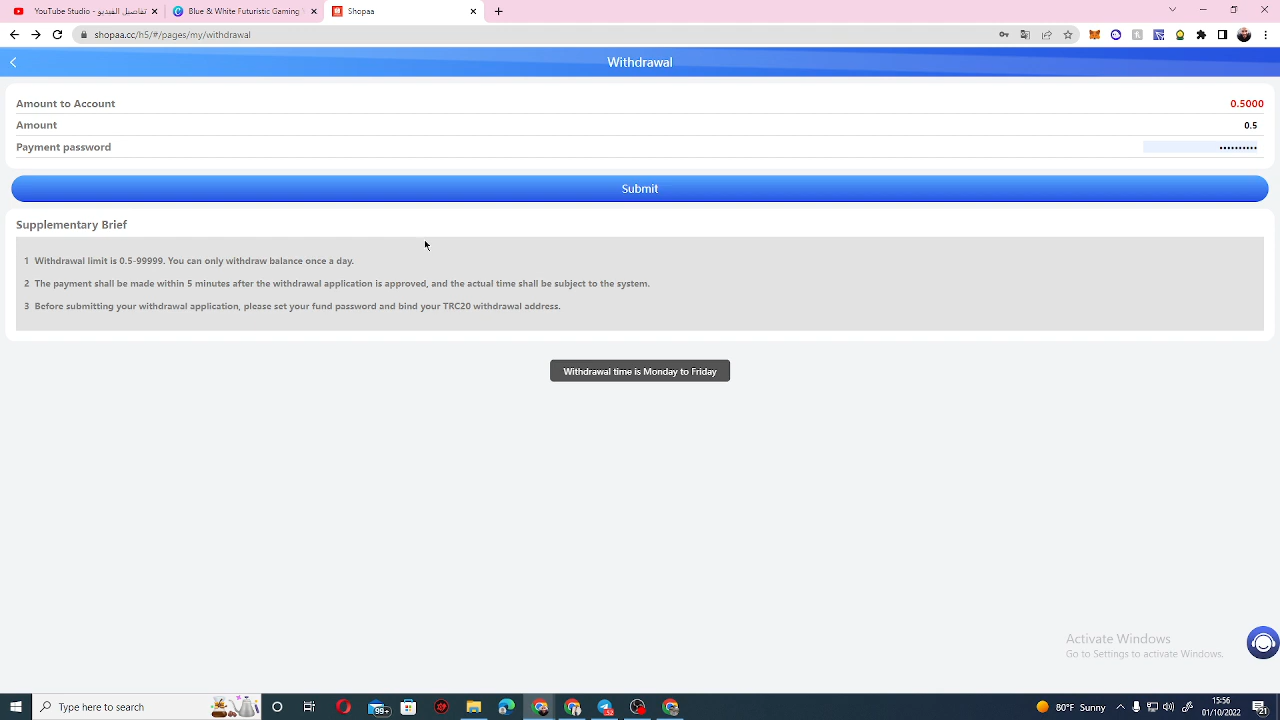 YouTube Studio - تفاصيل الفيديو
Blue & White Futuristic Gaming
Shopaa
shopaa.cc/h5/#/pages/my/withdrawal
Withdrawal
Amount to Account 0.5000
Amount 0.5
Payment password ••••••••••
Submit
Supplementary Brief
1 Withdrawal limit is 0.5-99999. You can only withdraw balance once a day.
2 The payment shall be made within 5 minutes after the withdrawal application is approved, and the actual time shall be subject to the system.
3 Before submitting your withdrawal application, please set your fund password and bind your TRC20 withdrawal address.
Withdrawal time is Monday to Friday
Activate Windows
Go to Settings to activate Windows.
Type here to search
99+
80°F Sunny
15:56
01/10/2022